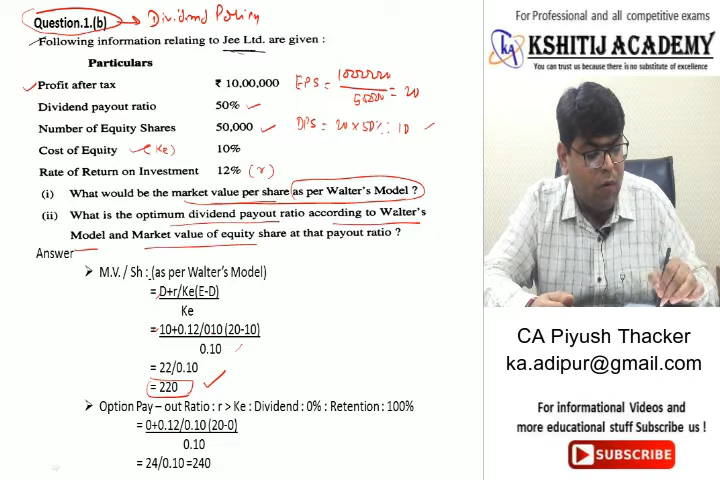 Question.1.(b) → Dividend Policy
Following information relating to Jee Ltd. are given :
Particulars
Profit after tax ₹ 10,00,000 EPS = 1000000 / 50000 = 20
Dividend payout ratio 50%
Number of Equity Shares 50,000 DPS = 20 × 50% : 10
Cost of Equity (Ke) 10%
Rate of Return on Investment 12% (r)
(i) What would be the market value per share as per Walter's Model ?
(ii) What is the optimum dividend payout ratio according to Walter's
Model and Market value of equity share at that payout ratio ?
Answer
➢ M.V. / Sh : (as per Walter's Model)
= D+r/Ke(E-D)
Ke
= 10+0.12/010 (20-10)
0.10
= 22/0.10
= 220
➢ Option Pay – out Ratio : r > Ke : Dividend : 0% : Retention : 100%
= 0+0.12/0.10 (20-0)
0.10
= 24/0.10 =240
For Professional and all competitive exams
ka
KSHITIJ ACADEMY
You can trust us because there is no substitute of excellence
CA Piyush Thacker
ka.adipur@gmail.com
For informational Videos and
more educational stuff Subscribe us !
SUBSCRIBE